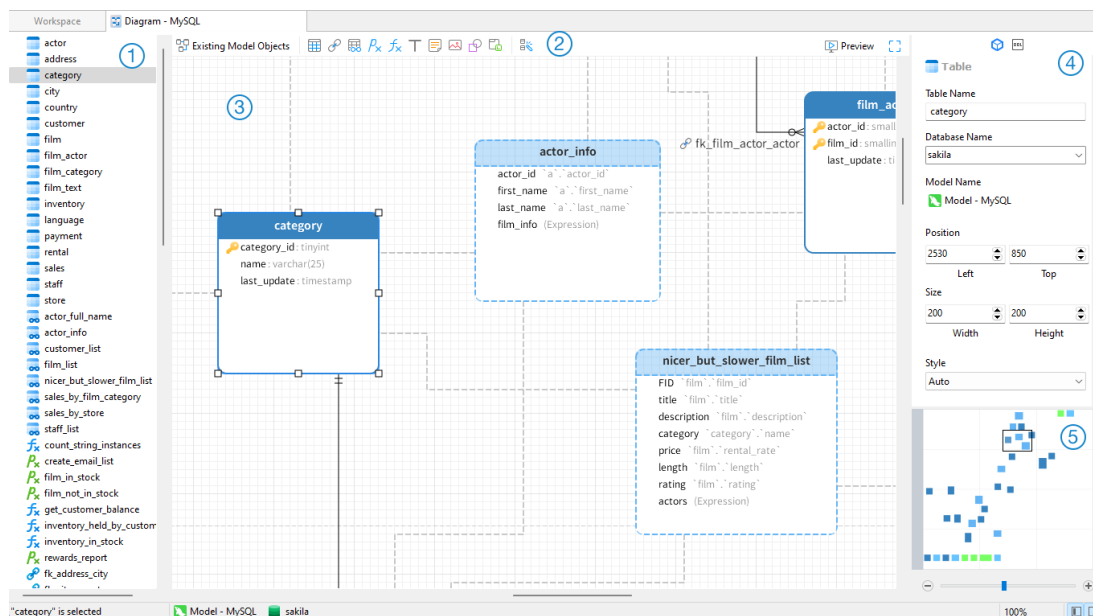 Workspace
Diagram - MySQL
actor
address
category
city
country
customer
film
film_actor
film_category
film_text
inventory
language
payment
rental
sales
staff
store
actor_full_name
actor_info
customer_list
film_list
nicer_but_slower_film_list
sales_by_film_category
sales_by_store
staff_list
count_string_instances
create_email_list
film_in_stock
film_not_in_stock
get_customer_balance
inventory_held_by_custom
inventory_in_stock
rewards_report
fk_address_city
1
Existing Model Objects
2
Preview
3
category
category_id : tinyint
name : varchar(25)
last_update : timestamp
actor_info
actor_id `a`.`actor_id`
first_name `a`.`first_name`
last_name `a`.`last_name`
film_info (Expression)
fk_film_actor_actor
film_ac
actor_id : small
film_id : smallin
last_update : ti
nicer_but_slower_film_list
FID `film`.`film_id`
title `film`.`title`
description `film`.`description`
category `category`.`name`
price `film`.`rental_rate`
length `film`.`length`
rating `film`.`rating`
actors (Expression)
DDL
4
Table
Table Name
category
Database Name
sakila
Model Name
Model - MySQL
Position
2530 850
Left Top
Size
200 200
Width Height
Style
Auto
5
"category" is selected
Model - MySQL
sakila
100%